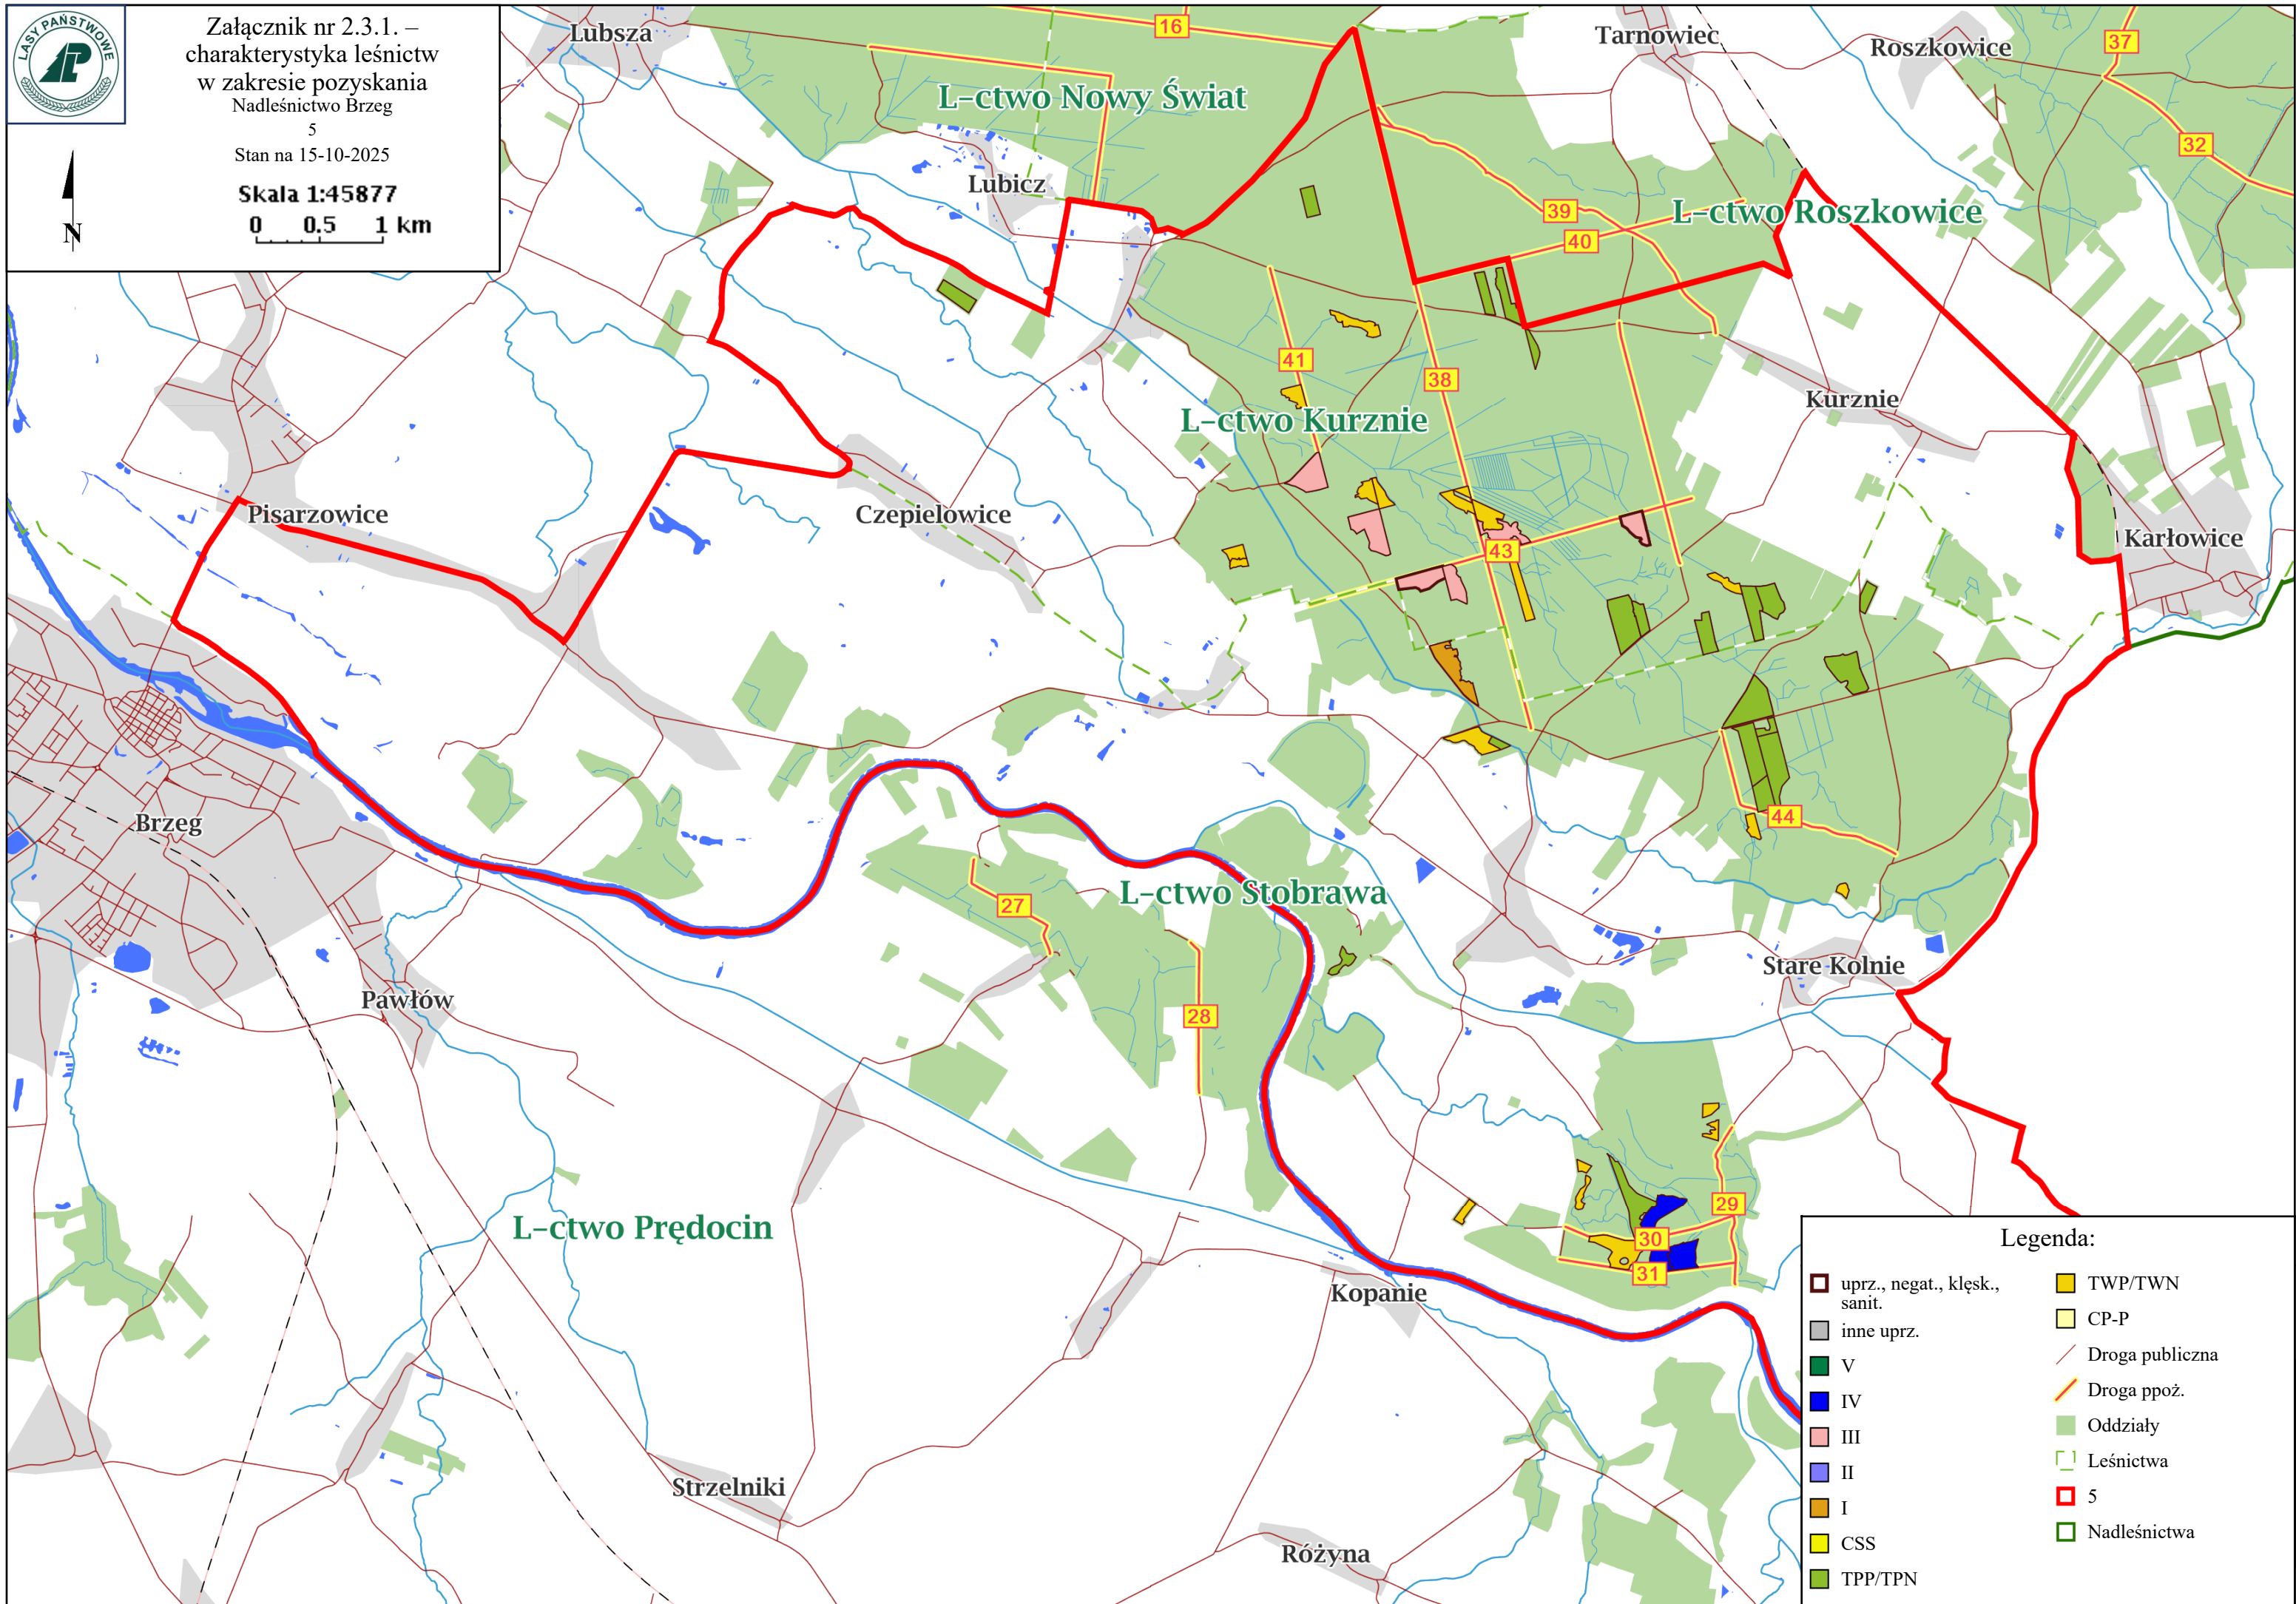 LASY PAŃSTWOWE
Załącznik nr 2.3.1. –
charakterystyka leśnictw
w zakresie pozyskania
Nadleśnictwo Brzeg
5
Stan na 15-10-2025
Skala 1:45877
0 0.5 1 km
N
Lubsza
16
Tarnowiec
Roszkowice
37
L-ctwo Nowy Świat
32
Lubicz
39
L-ctwo Roszkowice
40
41
38
Kurznie
L-ctwo Kurznie
Pisarzowice
Czepielowice
43
Karłowice
Brzeg
44
27
L-ctwo Stobrawa
Stare Kolnie
Pawłów
28
29
L-ctwo Prędocin
30
31
Kopanie
Strzelniki
Różyna
Legenda:
uprz., negat., klęsk.,
sanit.
inne uprz.
V
IV
III
II
I
CSS
TPP/TPN
TWP/TWN
CP-P
Droga publiczna
Droga ppoż.
Oddziały
Leśnictwa
5
Nadleśnictwa